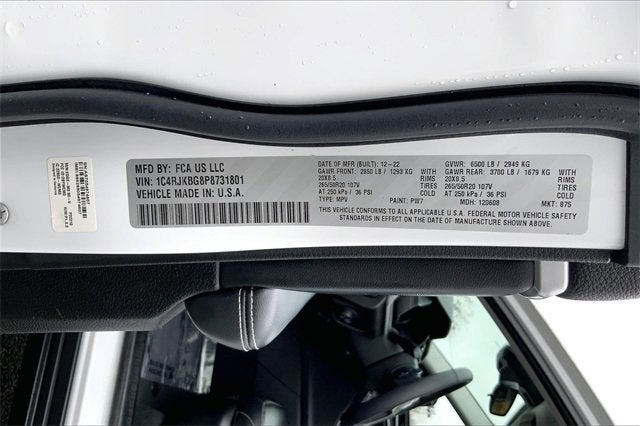 MFD BY: FCA US LLC
VIN: 1C4RJKBG8P8731801
VEHICLE MADE IN U.S.A.
DATE OF MFR (BUILT): 12-22 GVWR: 6500 LB / 2949 KG
GAWR FRONT: 2850 LB / 1293 KG WITH GAWR RR: 3700 LB / 1679 KG WITH
20X8.5 RIMS 20X8.5 RIMS
265/50R20 107V TIRES 265/50R20 107V TIRES
AT 250 kPa / 36 PSI COLD AT 250 kPa / 36 PSI COLD
TYPE: MPV PAINT: PW7 MDH: 120608 MKT: 875
THIS VEHICLE CONFORMS TO ALL APPLICABLE U.S.A. FEDERAL MOTOR VEHICLE SAFETY
STANDARDS IN EFFECT ON THE DATE OF MANUFACTURE SHOWN ABOVE.